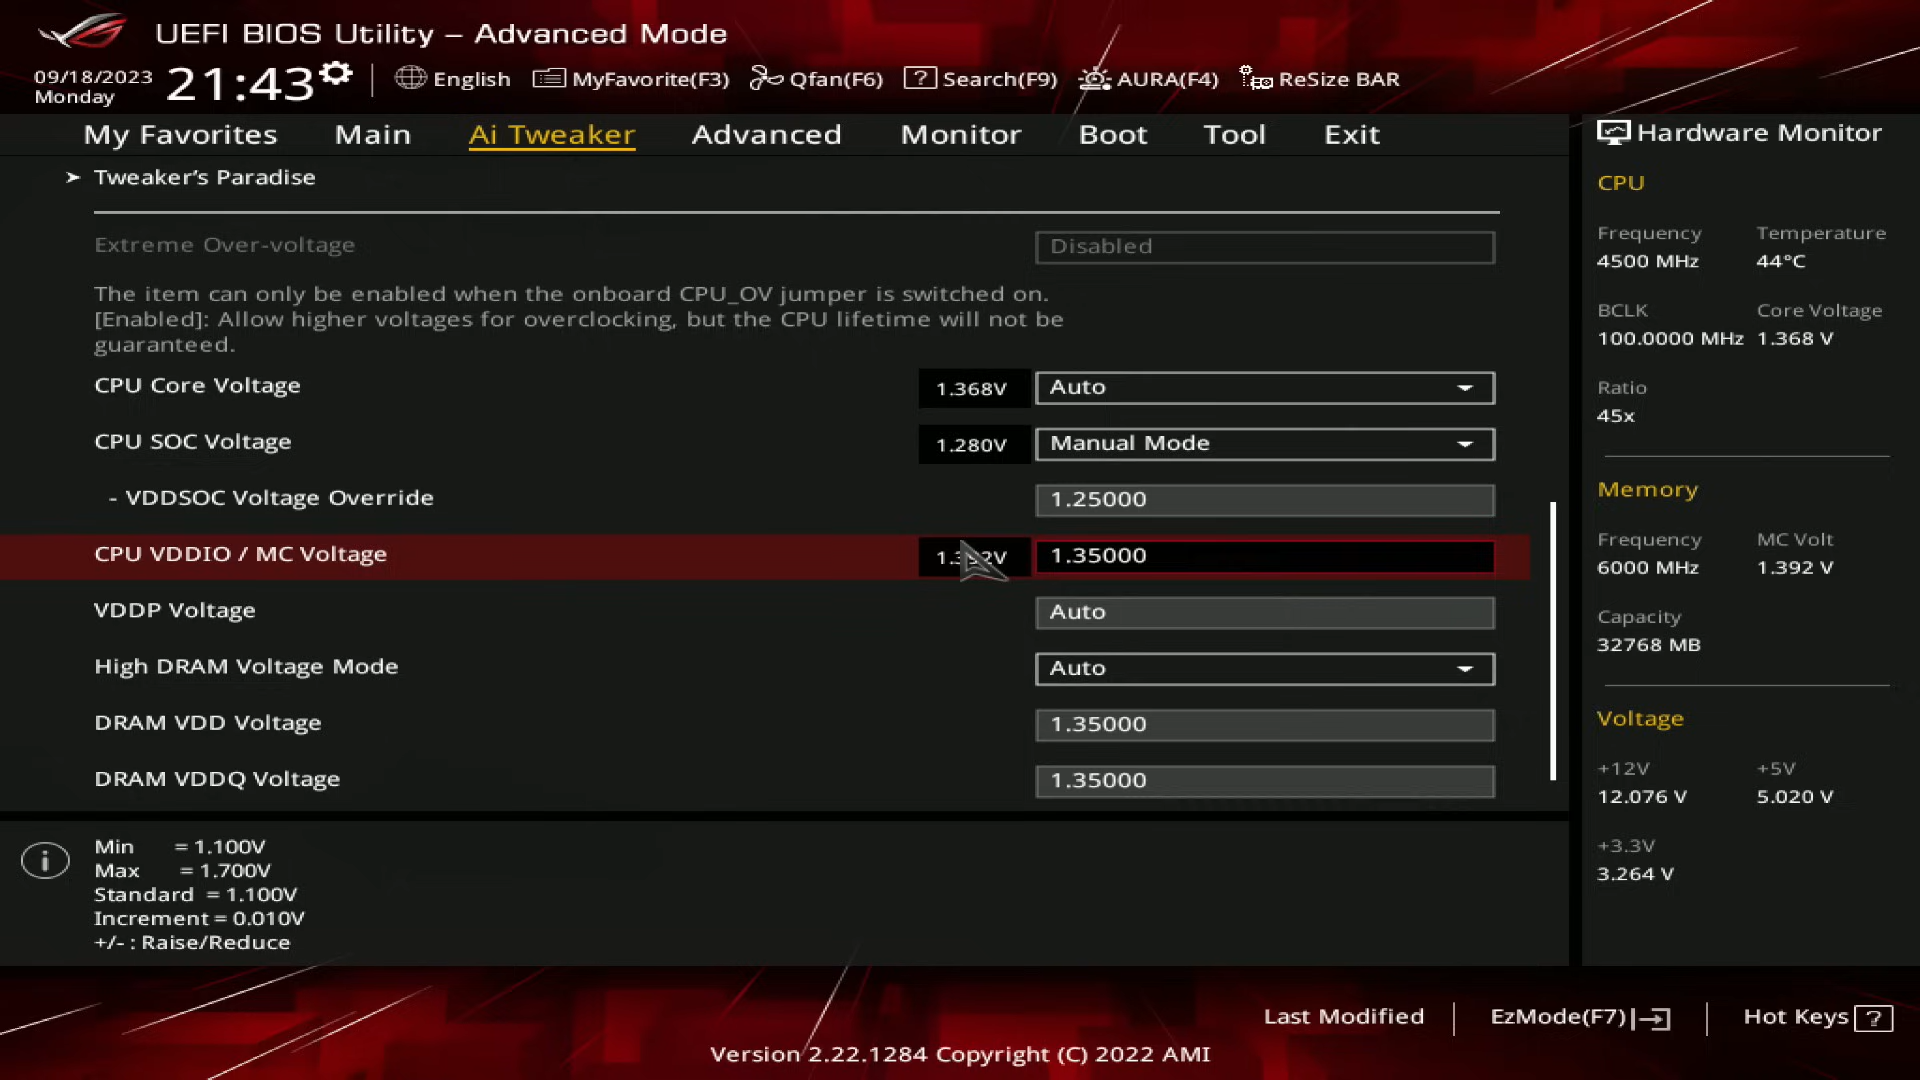 UEFI BIOS Utility – Advanced Mode
09/18/2023
Monday
21:43
English
MyFavorite(F3)
Qfan(F6)
Search(F9)
AURA(F4)
ReSize BAR
My Favorites
Main
Ai Tweaker
Advanced
Monitor
Boot
Tool
Exit
Tweaker's Paradise
Extreme Over-voltage
Disabled
The item can only be enabled when the onboard CPU_OV jumper is switched on.
[Enabled]: Allow higher voltages for overclocking, but the CPU lifetime will not be
guaranteed.
CPU Core Voltage 1.368V Auto
CPU SOC Voltage 1.280V Manual Mode
- VDDSOC Voltage Override 1.25000
CPU VDDIO / MC Voltage 1.35000
VDDP Voltage Auto
High DRAM Voltage Mode Auto
DRAM VDD Voltage 1.35000
DRAM VDDQ Voltage 1.35000
Min = 1.100V
Max = 1.700V
Standard = 1.100V
Increment = 0.010V
+/- : Raise/Reduce
Hardware Monitor
CPU
Frequency Temperature
4500 MHz 44°C
BCLK Core Voltage
100.0000 MHz 1.368 V
Ratio
45x
Memory
Frequency MC Volt
6000 MHz 1.392 V
Capacity
32768 MB
Voltage
+12V +5V
12.076 V 5.020 V
+3.3V
3.264 V
Last Modified
EzMode(F7)
Hot Keys ?
Version 2.22.1284 Copyright (C) 2022 AMI